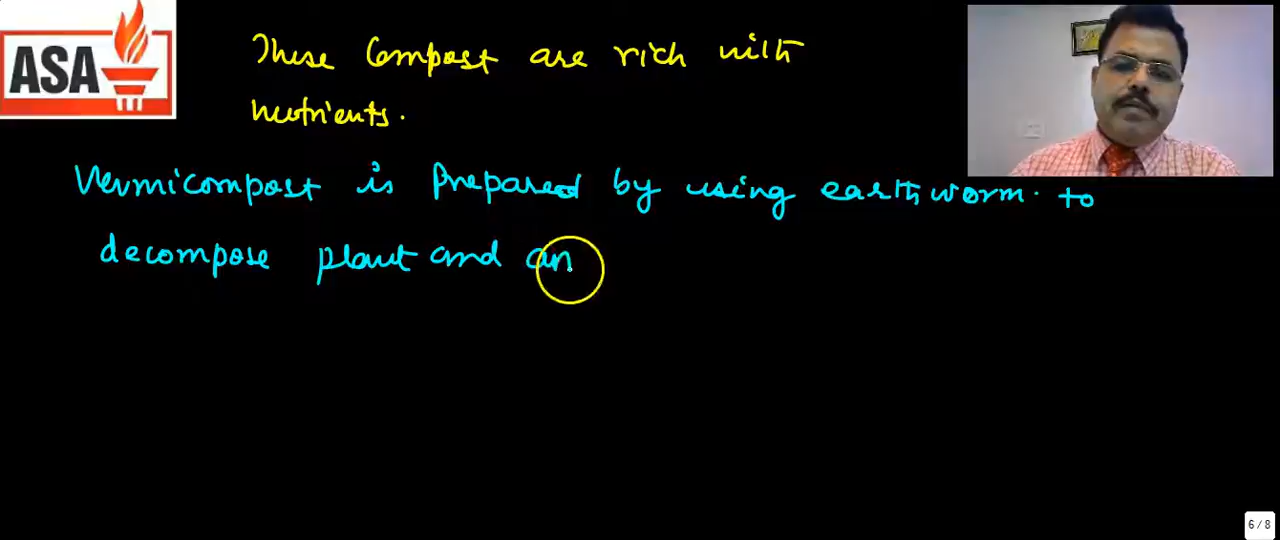 ASA
These Compost are rich with
nutrients.
Vermicompost is Prepared by using earthworm. to
decompose plant and an
6/8